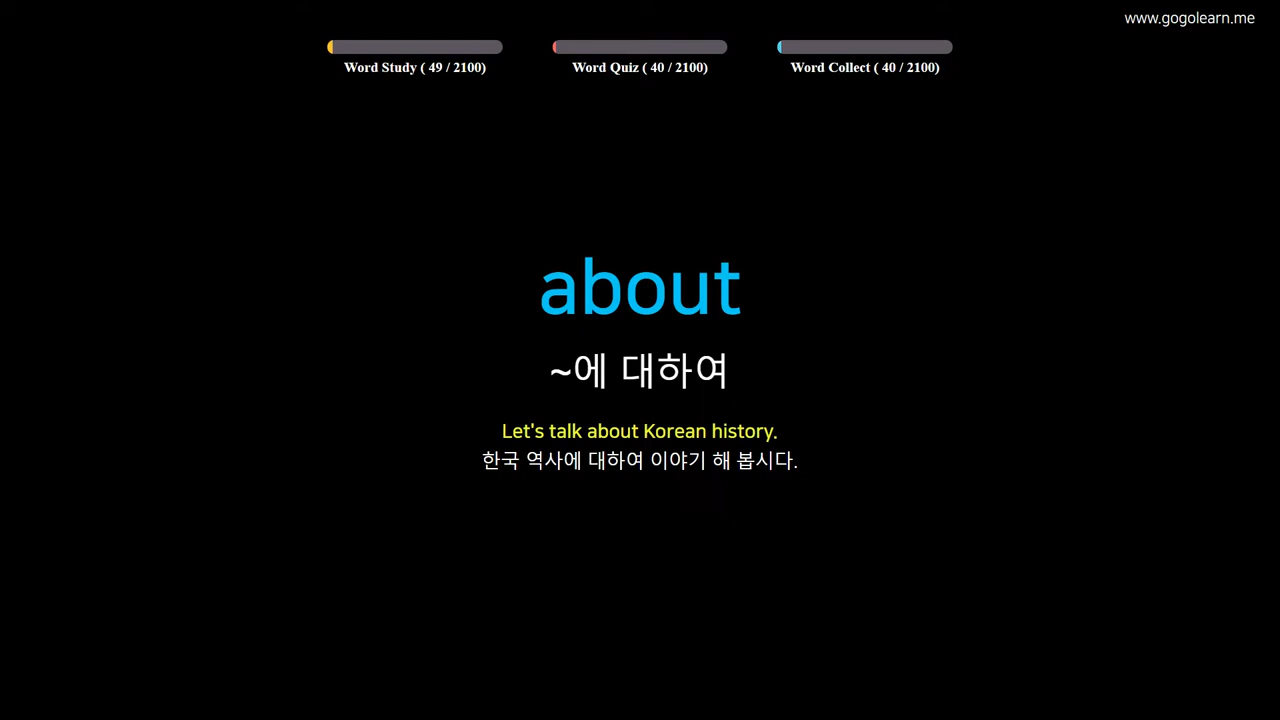 www.gogolearn.me
Word Study ( 49 / 2100)
Word Quiz ( 40 / 2100)
Word Collect ( 40 / 2100)
about
~에 대하여
Let's talk about Korean history.
한국 역사에 대하여 이야기 해 봅시다.